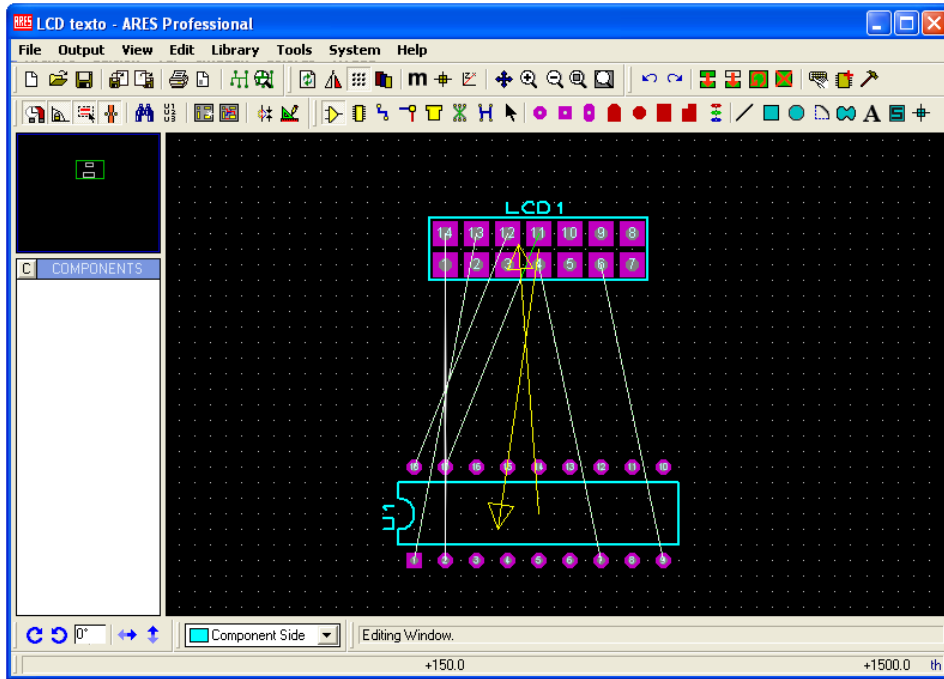 ARES LCD texto - ARES Professional
File Output View Edit Library Tools System Help
m
U1
U3
A S
LCD1
14 13 12 11 10 9 8
1 2 3 4 5 6 7
C COMPONENTS
18 17 16 15 14 13 12 11 10
U1
1 2 3 4 5 6 7 8 9
0° Component Side Editing Window.
+150.0 +1500.0 th